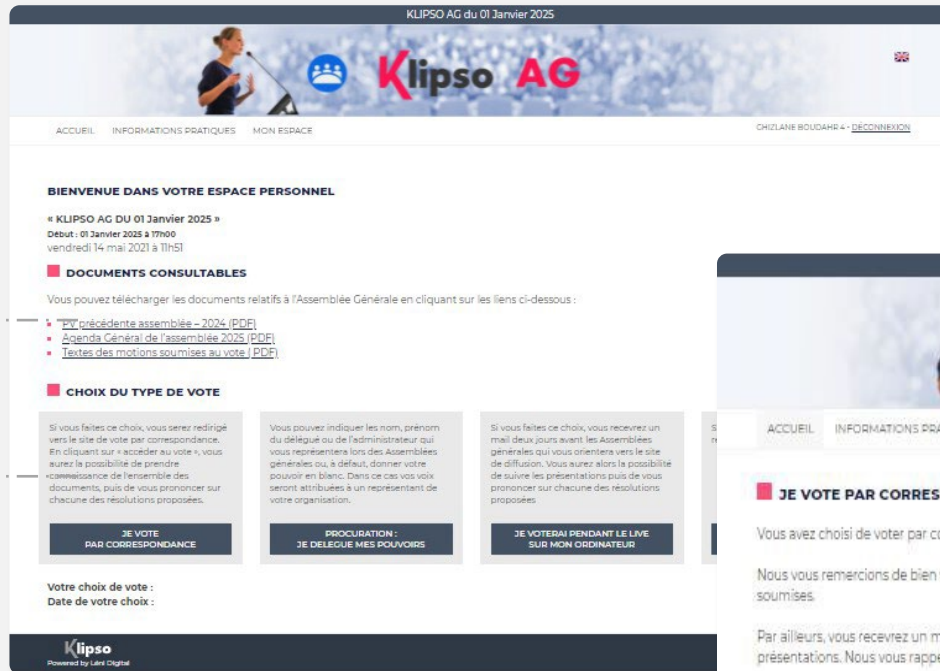 KLIPSO AG du 01 Janvier 2025
Klipso AG
ACCUEIL INFORMATIONS PRATIQUES MON ESPACE
CHIZLANE BOUDAHR 4 - DÉCONNEXION
BIENVENUE DANS VOTRE ESPACE PERSONNEL
« KLIPSO AG DU 01 Janvier 2025 »
Début : 01 Janvier 2025 à 17h00
vendredi 14 mai 2021 à 11h51
DOCUMENTS CONSULTABLES
Vous pouvez télécharger les documents relatifs à l'Assemblée Générale en cliquant sur les liens ci-dessous :
PV précédente assemblée – 2024 (PDF)
Agenda Général de l'assemblée 2025 (PDF)
Textes des motions soumises au vote ( PDF)
CHOIX DU TYPE DE VOTE
Si vous faites ce choix, vous serez redirigé
vers le site de vote par correspondance.
En cliquant sur « accéder au vote », vous
aurez la possibilité de prendre
connaissance de l'ensemble des
documents, puis de vous prononcer sur
chacune des résolutions proposées.
JE VOTE
PAR CORRESPONDANCE
Vous pouvez indiquer les nom, prénom
du délégué ou de l'administrateur qui
vous représentera lors des Assemblées
générales ou, à défaut, donner votre
pouvoir en blanc. Dans ce cas vos voix
seront attribuées à un représentant de
votre organisation.
PROCURATION :
JE DELEGUE MES POUVOIRS
Si vous faites ce choix, vous recevrez un
mail deux jours avant les Assemblées
générales qui vous orientera vers le site
de diffusion. Vous aurez alors la possibilité
de suivre les présentations puis de vous
prononcer sur chacune des résolutions
proposées
JE VOTERAI PENDANT LE LIVE
SUR MON ORDINATEUR
Votre choix de vote :
Date de votre choix :
Klipso
Powered by Léni Digital
ACCUEIL INFORMATIONS PRA
JE VOTE PAR CORRES
Vous avez choisi de voter par co
Nous vous remercions de bien
soumises.
Par ailleurs, vous recevrez un m
présentations. Nous vous rappe